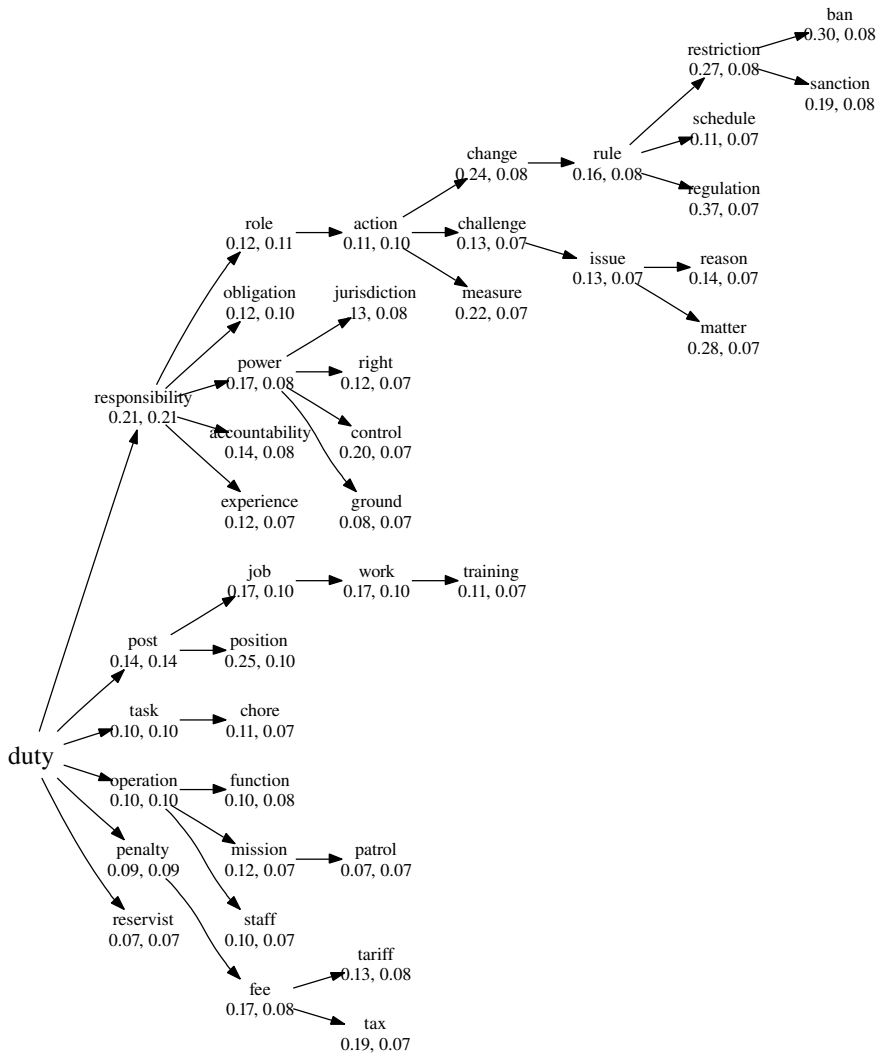 ban
0.30, 0.08
restriction
0.27, 0.08
sanction
0.19, 0.08
schedule
0.11, 0.07
change
0.24, 0.08
rule
0.16, 0.08
regulation
0.37, 0.07
role
0.12, 0.11
action
0.11, 0.10
challenge
0.13, 0.07
issue
0.13, 0.07
reason
0.14, 0.07
obligation
0.12, 0.10
jurisdiction
13, 0.08
measure
0.22, 0.07
matter
0.28, 0.07
power
0.17, 0.08
right
0.12, 0.07
responsibility
0.21, 0.21
accountability
0.14, 0.08
control
0.20, 0.07
experience
0.12, 0.07
ground
0.08, 0.07
job
0.17, 0.10
work
0.17, 0.10
training
0.11, 0.07
post
0.14, 0.14
position
0.25, 0.10
task
0.10, 0.10
chore
0.11, 0.07
duty
operation
0.10, 0.10
function
0.10, 0.08
penalty
0.09, 0.09
mission
0.12, 0.07
patrol
0.07, 0.07
reservist
0.07, 0.07
staff
0.10, 0.07
tariff
0.13, 0.08
fee
0.17, 0.08
tax
0.19, 0.07